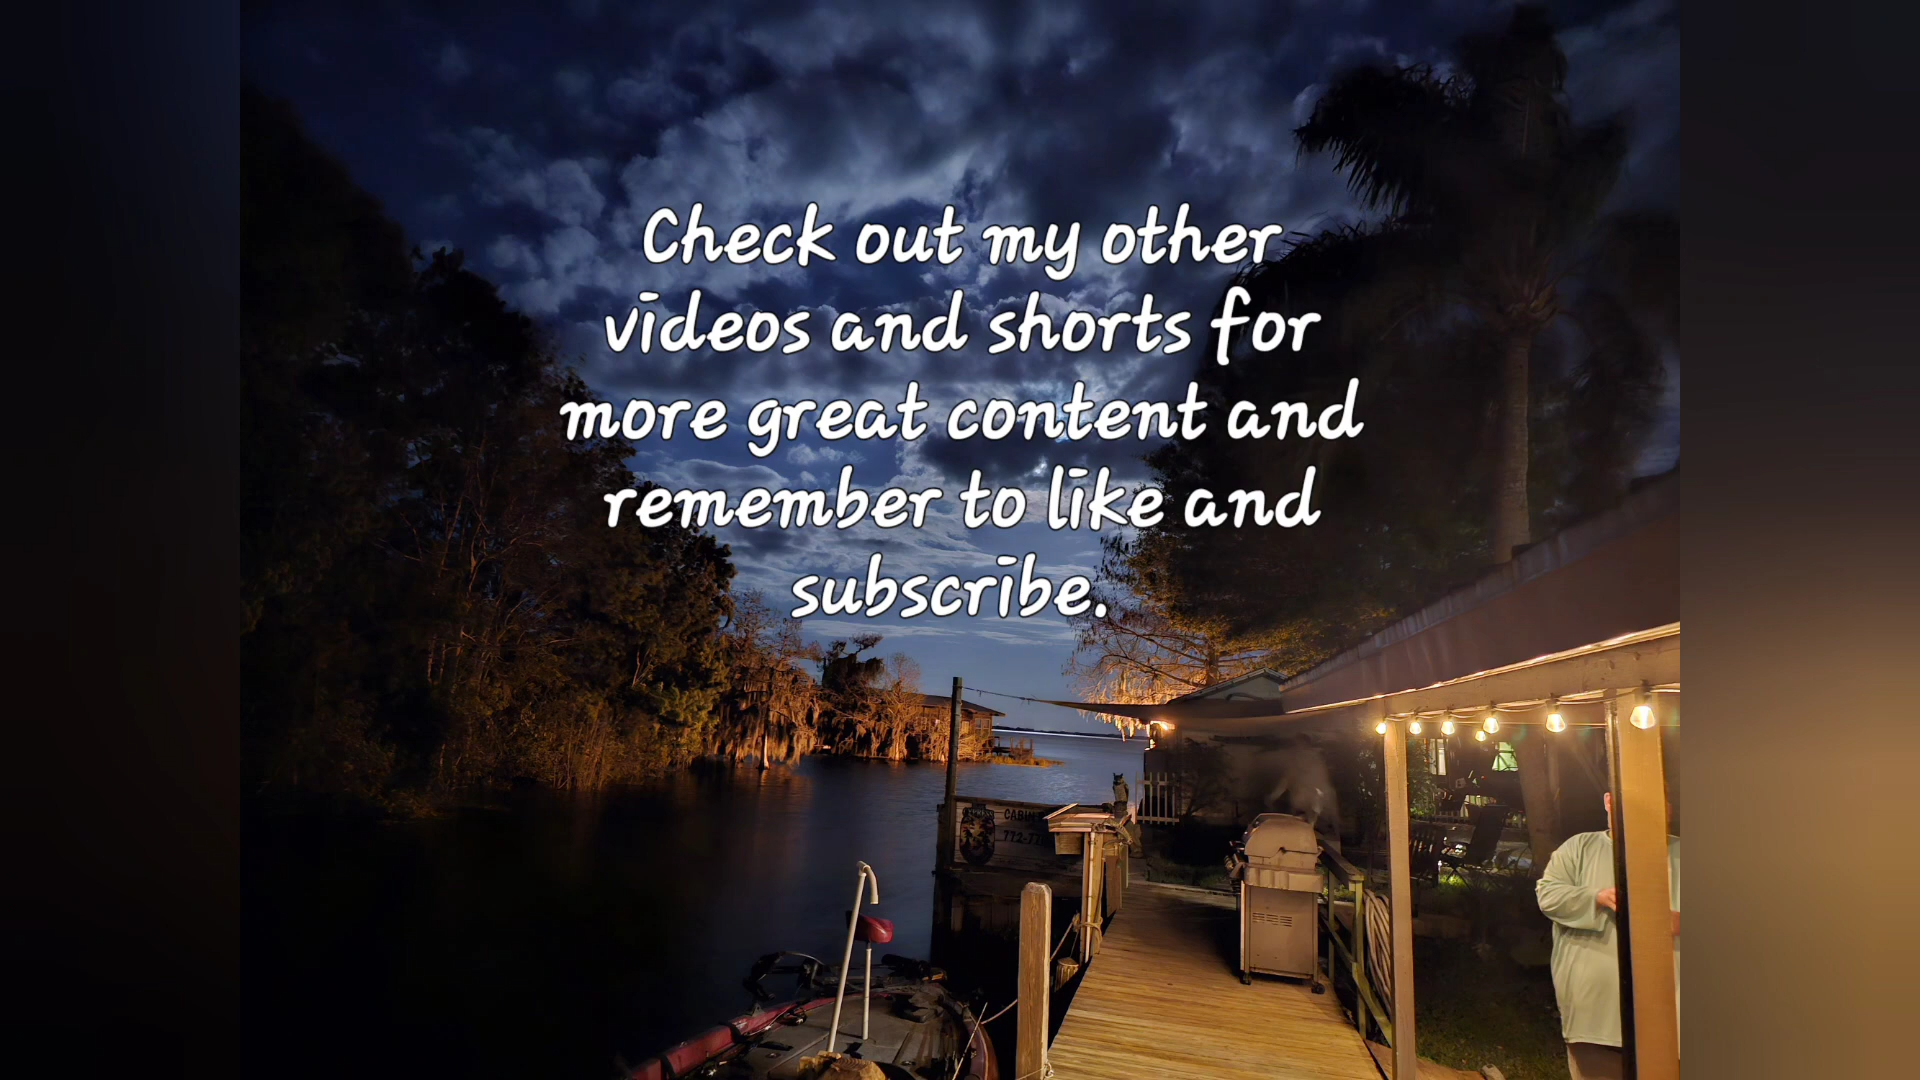 Check out my other
videos and shorts for
more great content and
remember to like and
subscribe.